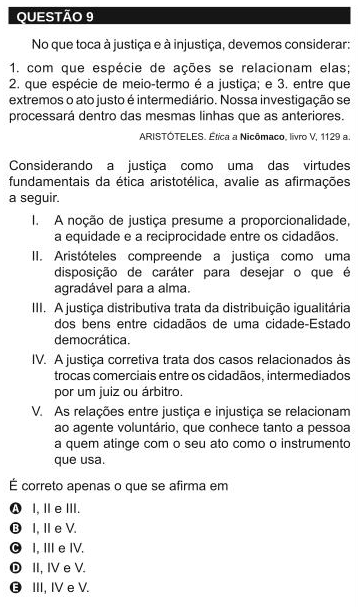 QUESTÃO 9
No que toca à justiça e à injustiça, devemos considerar:
1. com que espécie de ações se relacionam elas;
2. que espécie de meio-termo é a justiça; e 3. entre que
extremos o ato justo é intermediário. Nossa investigação se
processará dentro das mesmas linhas que as anteriores.
ARISTÓTELES. Ética a Nicômaco, livro V, 1129 a.
Considerando a justiça como uma das virtudes
fundamentais da ética aristotélica, avalie as afirmações
a seguir.
I. A noção de justiça presume a proporcionalidade,
a equidade e a reciprocidade entre os cidadãos.
II. Aristóteles compreende a justiça como uma
disposição de caráter para desejar o que é
agradável para a alma.
III. A justiça distributiva trata da distribuição igualitária
dos bens entre cidadãos de uma cidade-Estado
democrática.
IV. A justiça corretiva trata dos casos relacionados às
trocas comerciais entre os cidadãos, intermediados
por um juiz ou árbitro.
V. As relações entre justiça e injustiça se relacionam
ao agente voluntário, que conhece tanto a pessoa
a quem atinge com o seu ato como o instrumento
que usa.
É correto apenas o que se afirma em
A I, II e III.
B I, II e V.
C I, III e IV.
D II, IV e V.
E III, IV e V.